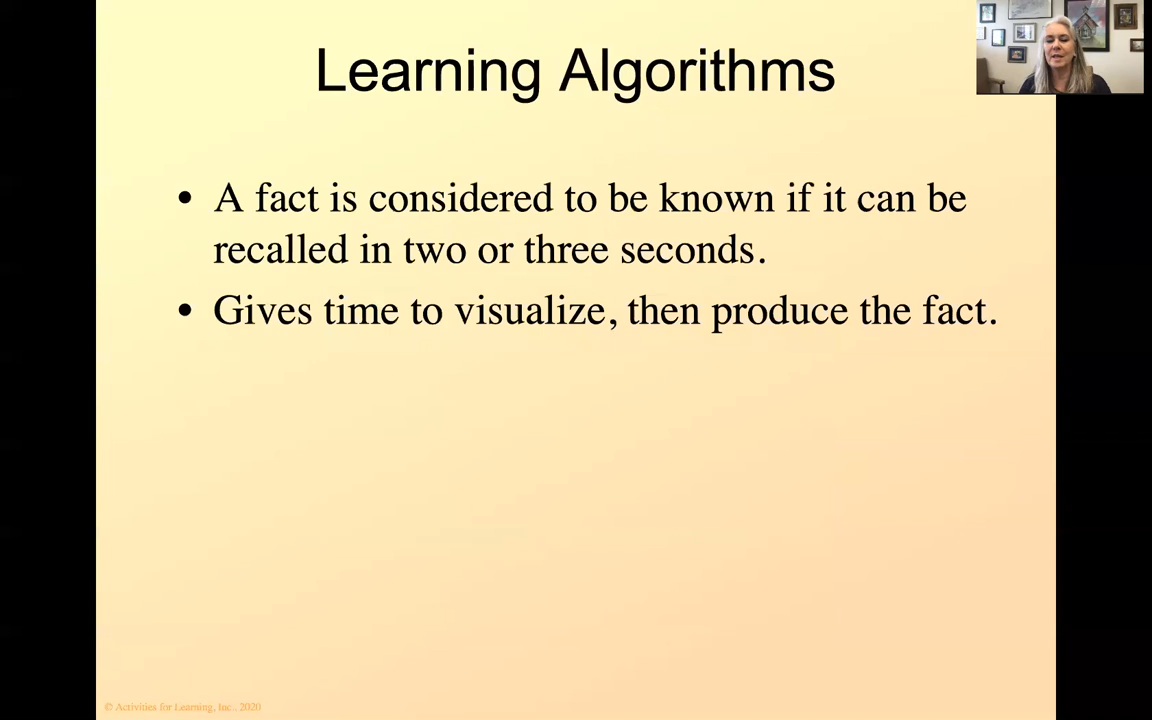 Learning Algorithms
• A fact is considered to be known if it can be
recalled in two or three seconds.
• Gives time to visualize, then produce the fact.
© Activities for Learning, Inc., 2020